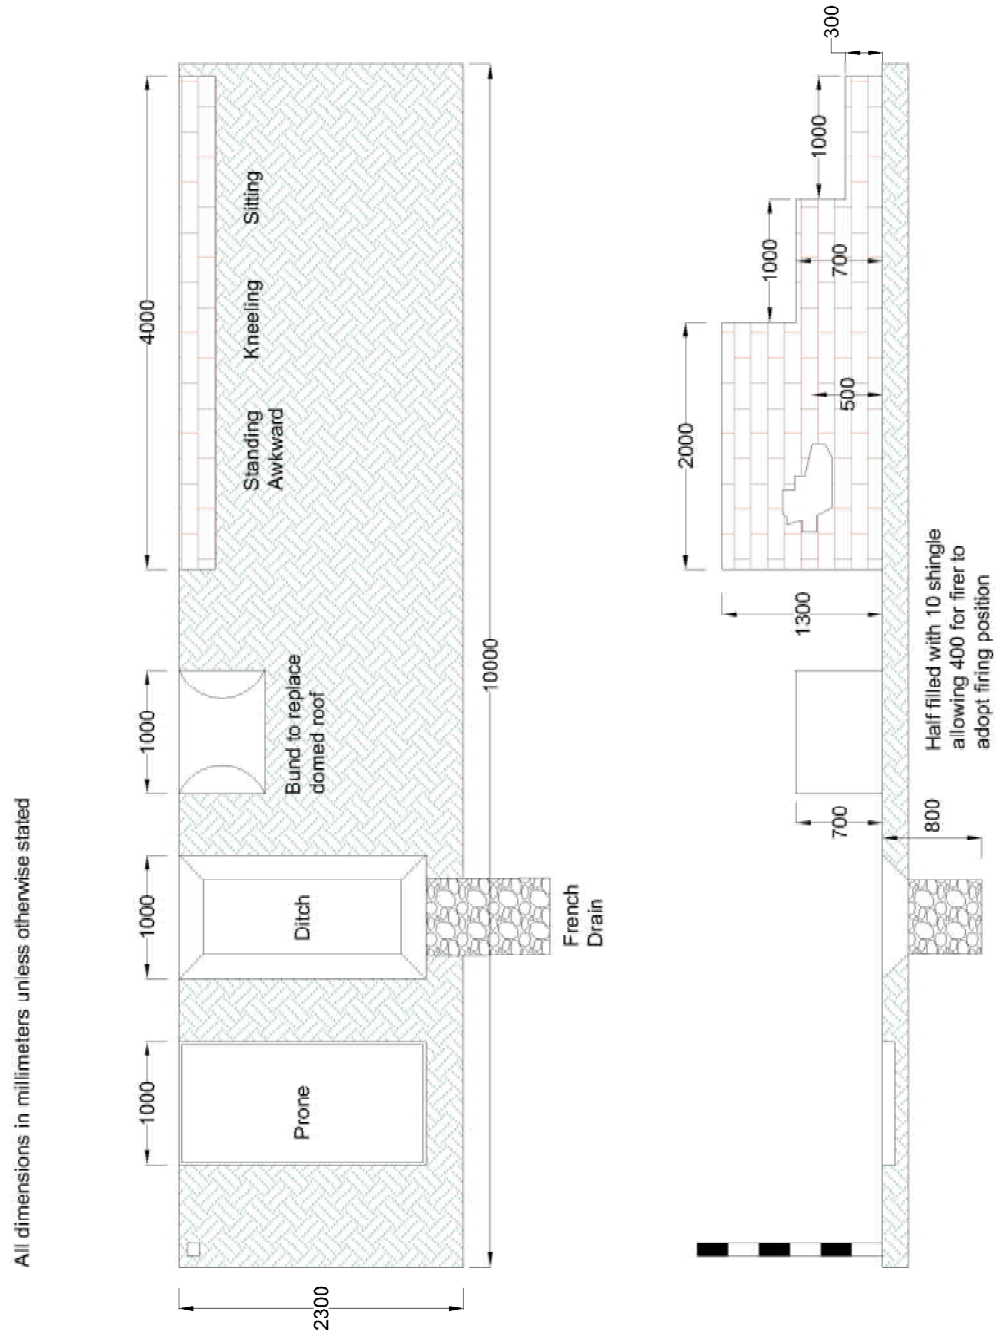 All dimensions in millimeters unless otherwise stated
2300
1000
1000
1000
4000
Prone
Ditch
Bund to replace
domed roof
Standing
Awkward
Kneeling
Sitting
French
Drain
10000
700
800
1300
2000
500
1000
700
1000
300
Half filled with 10 shingle
allowing 400 for firer to
adopt firing position